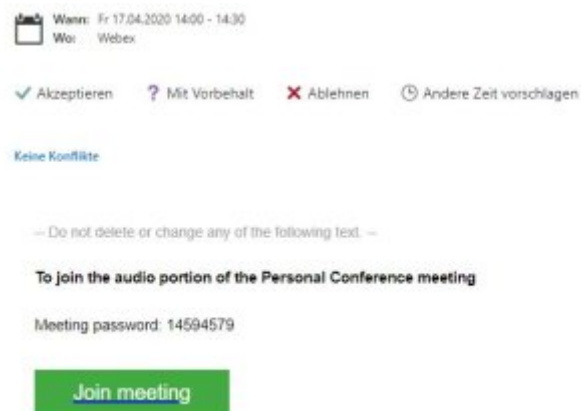 Wann: Fr 17.04.2020 14:00 - 14:30
Wo: Webex
Akzeptieren ? Mit Vorbehalt Ablehnen Andere Zeit vorschlagen
Keine Konflikte
-- Do not delete or change any of the following text. --
To join the audio portion of the Personal Conference meeting
Meeting password: 14594579
Join meeting